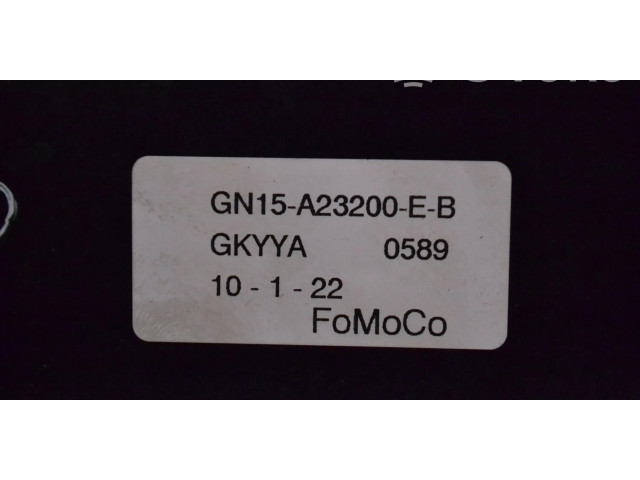 GN15-A23200-E-B
GKYYA 0589
10 - 1 - 22
FoMoCo